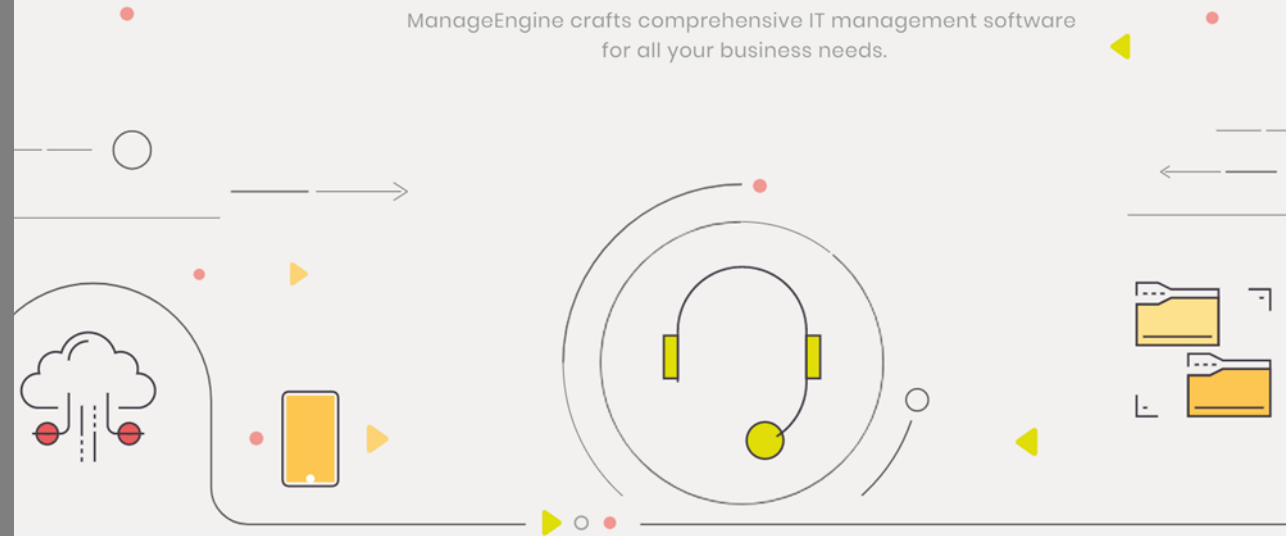 ManageEngine crafts comprehensive IT management software
for all your business needs.